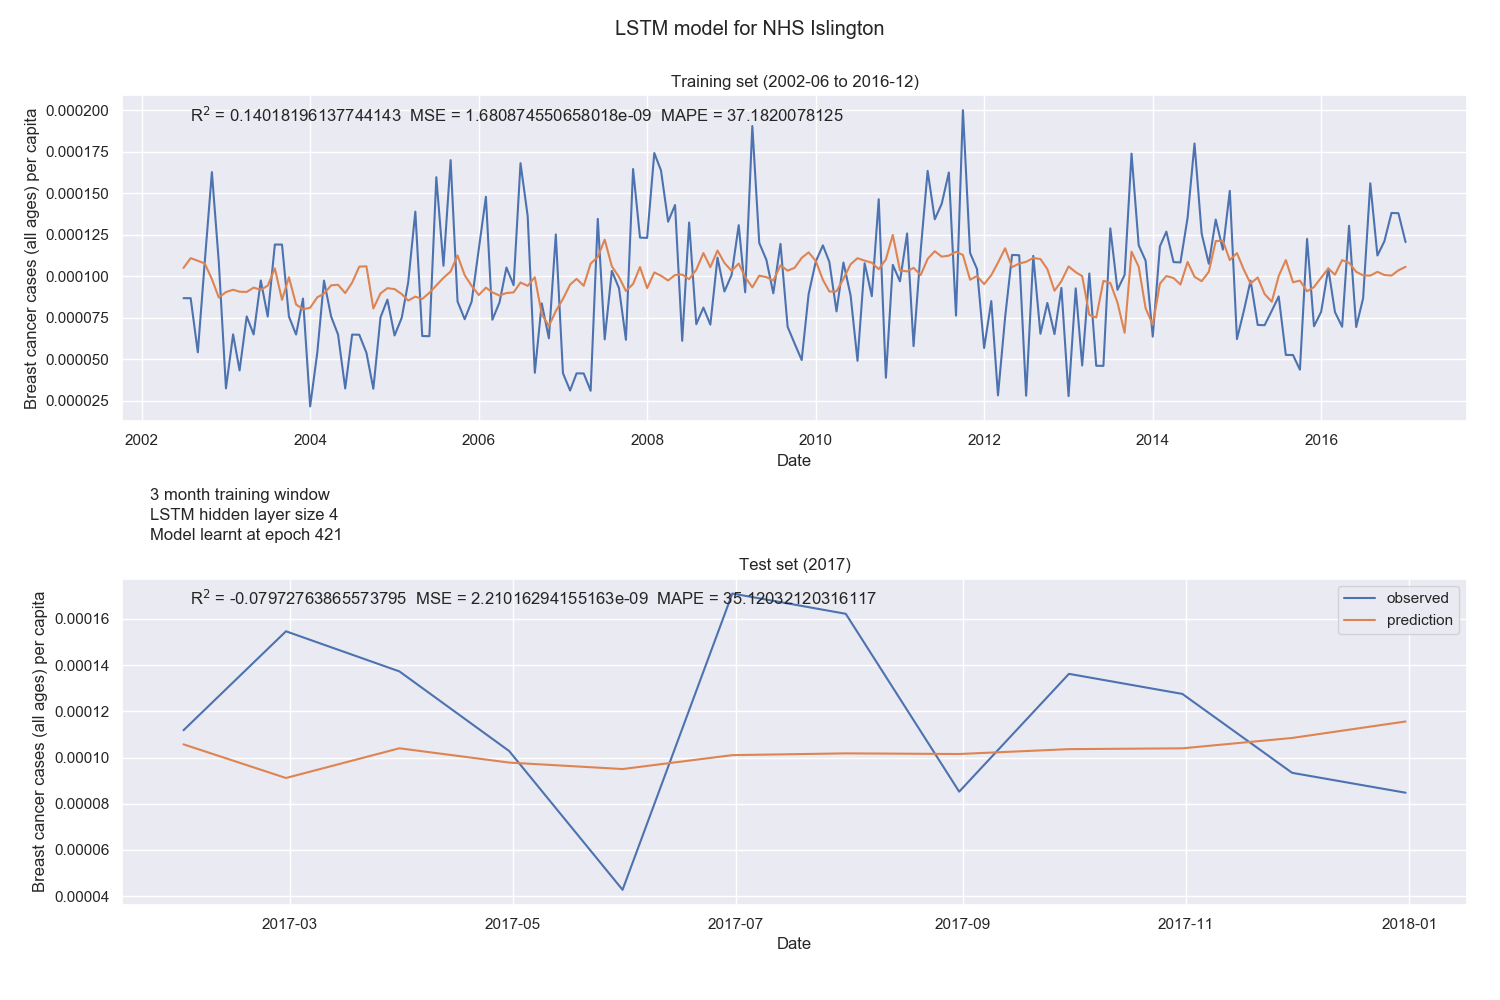 LSTM model for NHS Islington
Training set (2002-06 to 2016-12)
R² = 0.14018196137744143 MSE = 1.680874550658018e-09 MAPE = 37.1820078125
Breast cancer cases (all ages) per capita
0.000200
0.000175
0.000150
0.000125
0.000100
0.000075
0.000050
0.000025
2002 2004 2006 2008 2010 2012 2014 2016
Date
3 month training window
LSTM hidden layer size 4
Model learnt at epoch 421
Test set (2017)
R² = -0.07972763865573795 MSE = 2.21016294155163e-09 MAPE = 35.12032120316117
observed
prediction
Breast cancer cases (all ages) per capita
0.00016
0.00014
0.00012
0.00010
0.00008
0.00006
0.00004
2017-03 2017-05 2017-07 2017-09 2017-11 2018-01
Date